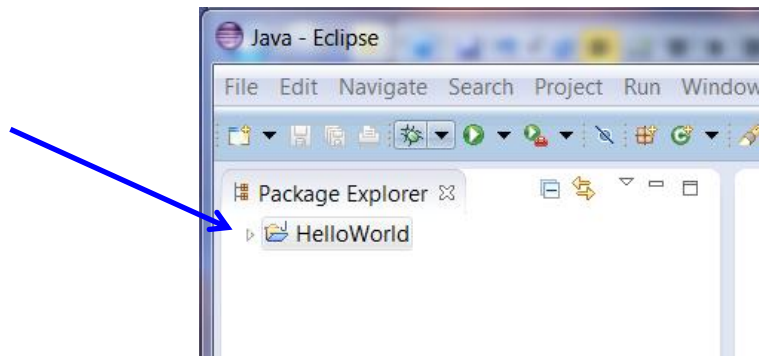 Java - Eclipse
File Edit Navigate Search Project Run Window
Package Explorer
HelloWorld